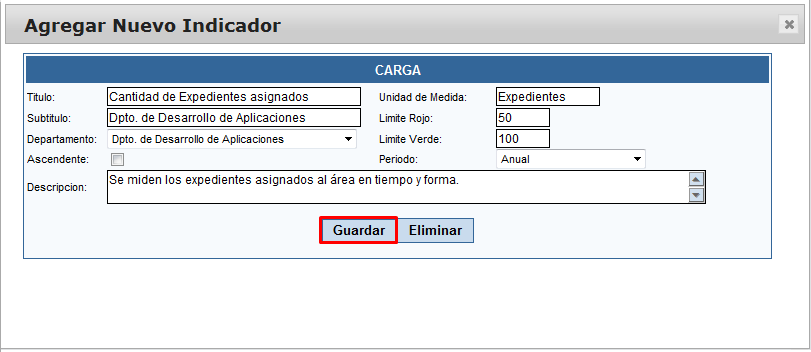 Agregar Nuevo Indicador
CARGA
Titulo: Cantidad de Expedientes asignados Unidad de Medida: Expedientes
Subtitulo: Dpto. de Desarrollo de Aplicaciones Limite Rojo: 50
Departamento: Dpto. de Desarrollo de Aplicaciones Limite Verde: 100
Ascendente: Periodo: Anual
Descripcion: Se miden los expedientes asignados al área en tiempo y forma.
Guardar Eliminar